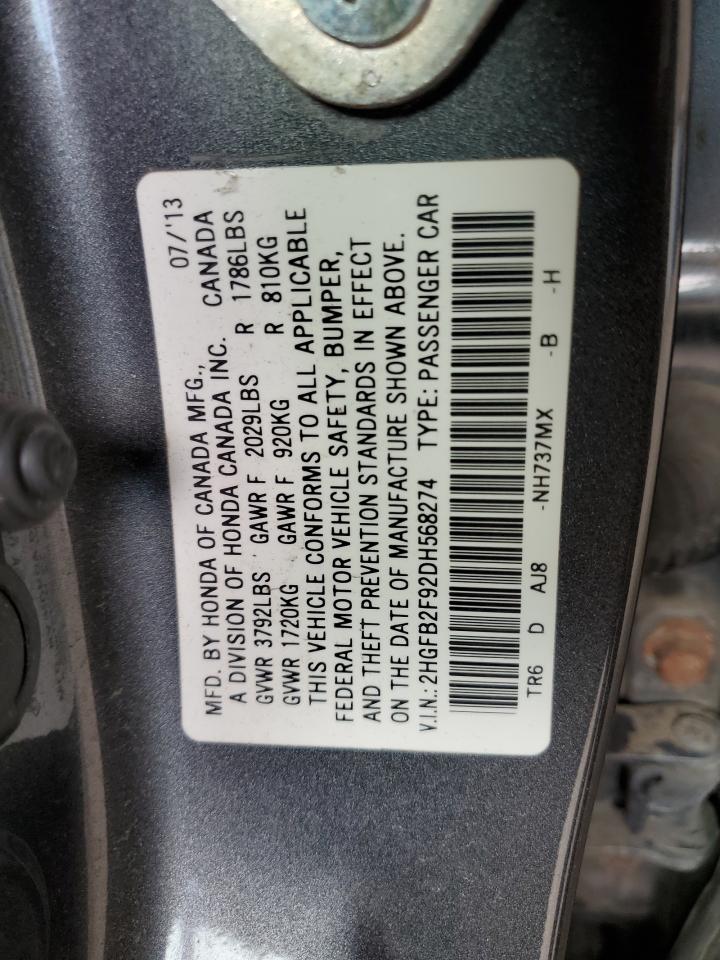 MFD. BY HONDA OF CANADA MFG., 07/'13
A DIVISION OF HONDA CANADA INC. CANADA
GVWR 3792LBS GAWR F 2029LBS R 1786LBS
GVWR 1720KG GAWR F 920KG R 810KG
THIS VEHICLE CONFORMS TO ALL APPLICABLE
FEDERAL MOTOR VEHICLE SAFETY, BUMPER,
AND THEFT PREVENTION STANDARDS IN EFFECT
ON THE DATE OF MANUFACTURE SHOWN ABOVE.
V.I.N.: 2HGFB2F92DH568274 TYPE: PASSENGER CAR
TR6 D AJ8 -NH737MX -B -H